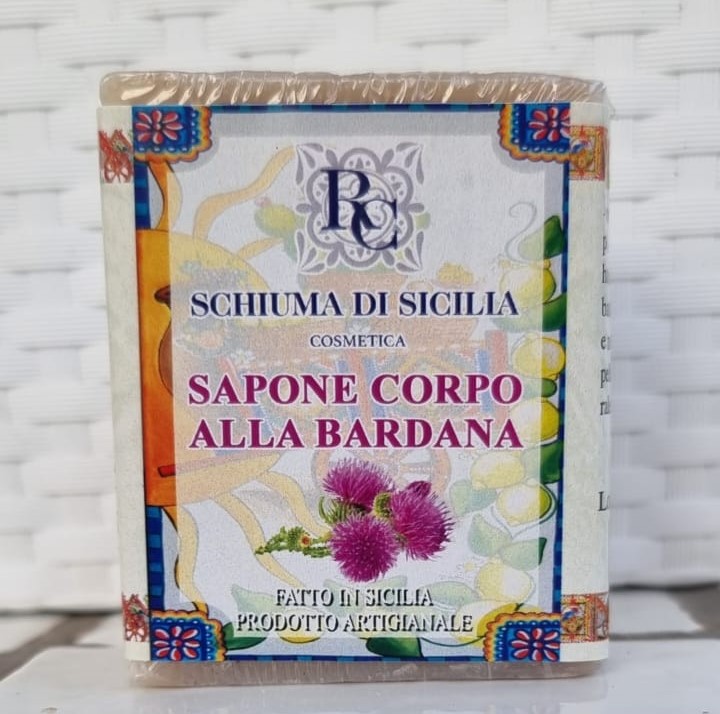 RC
SCHIUMA DI SICILIA
COSMETICA
SAPONE CORPO
ALLA BARDANA
FATTO IN SICILIA
PRODOTTO ARTIGIANALE